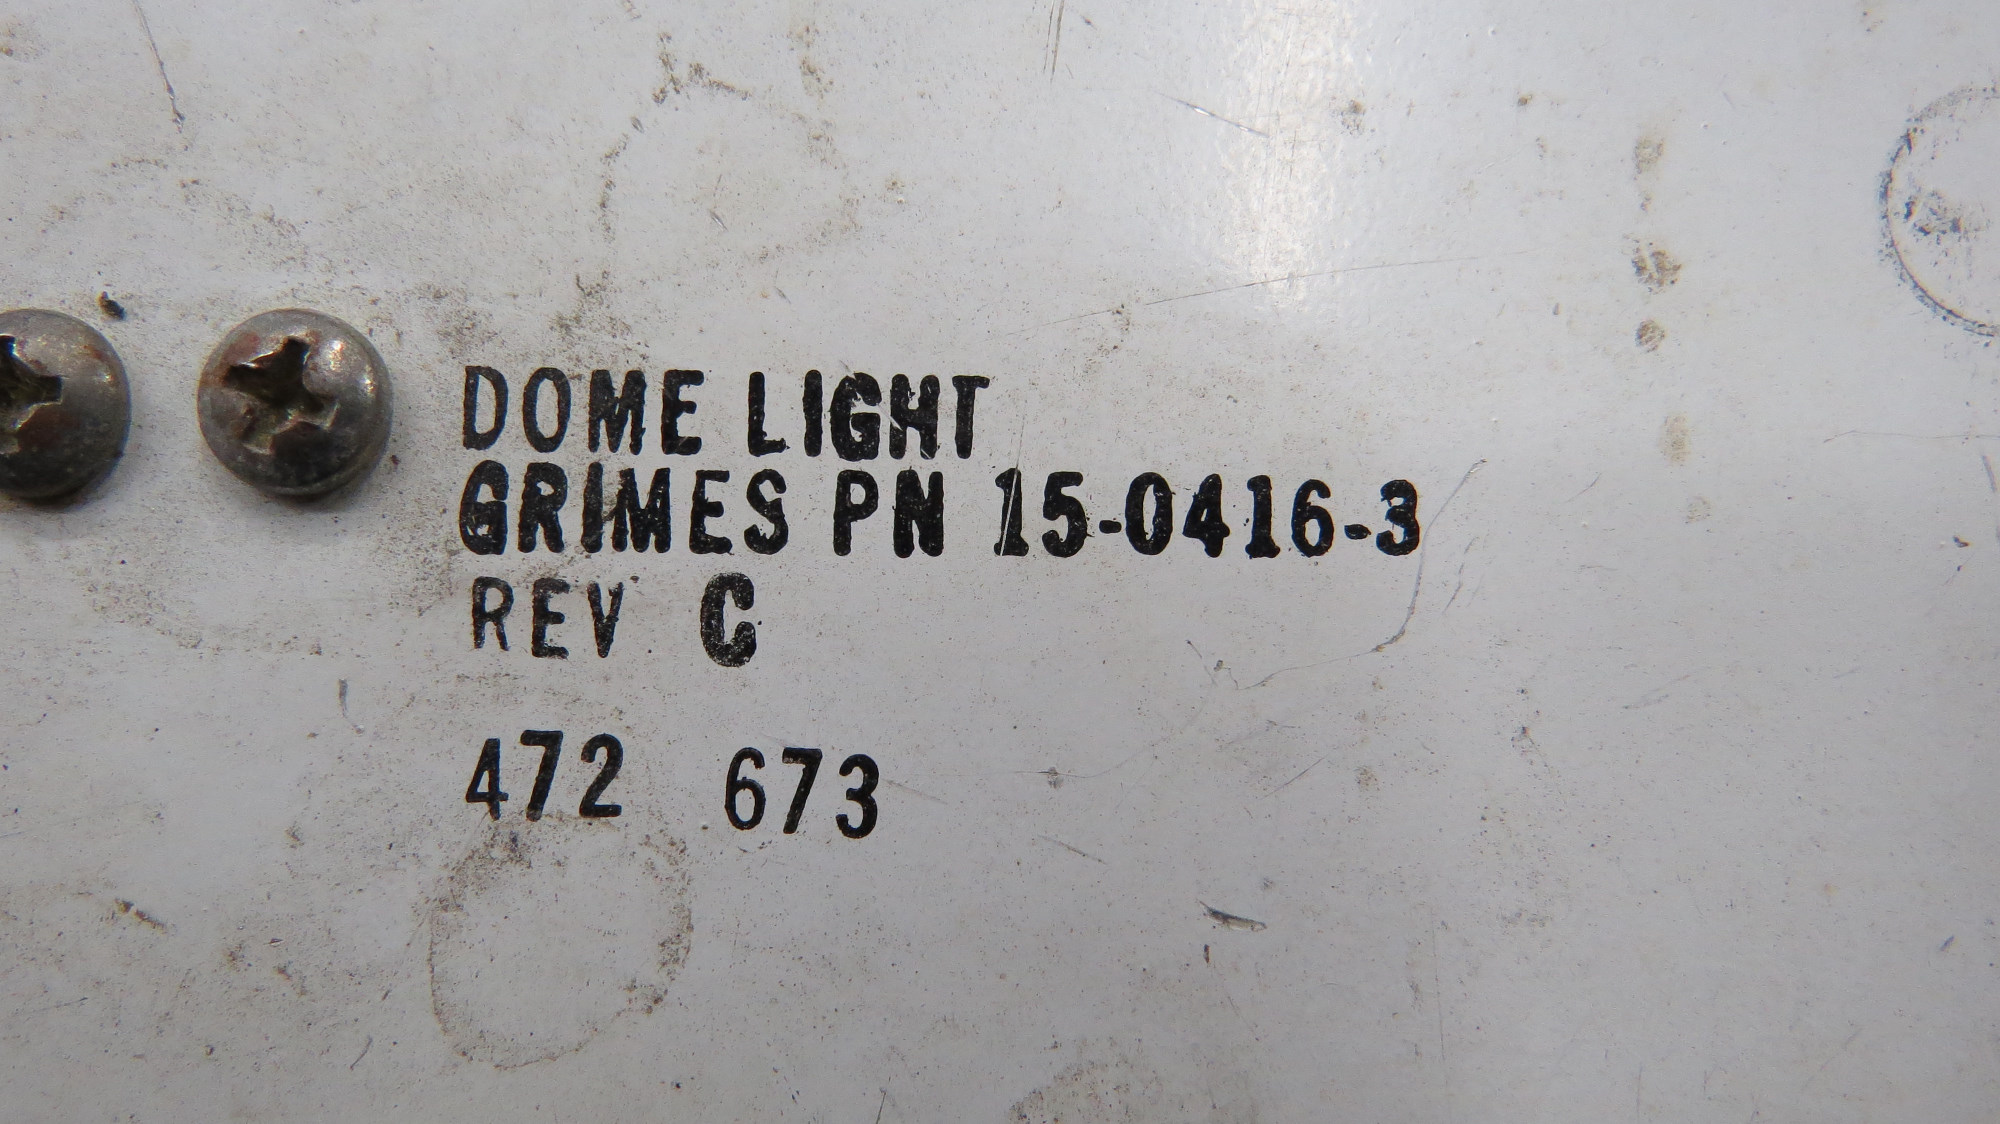 DOME LIGHT
GRIMES PN 15-0416-3
REV C
472 673